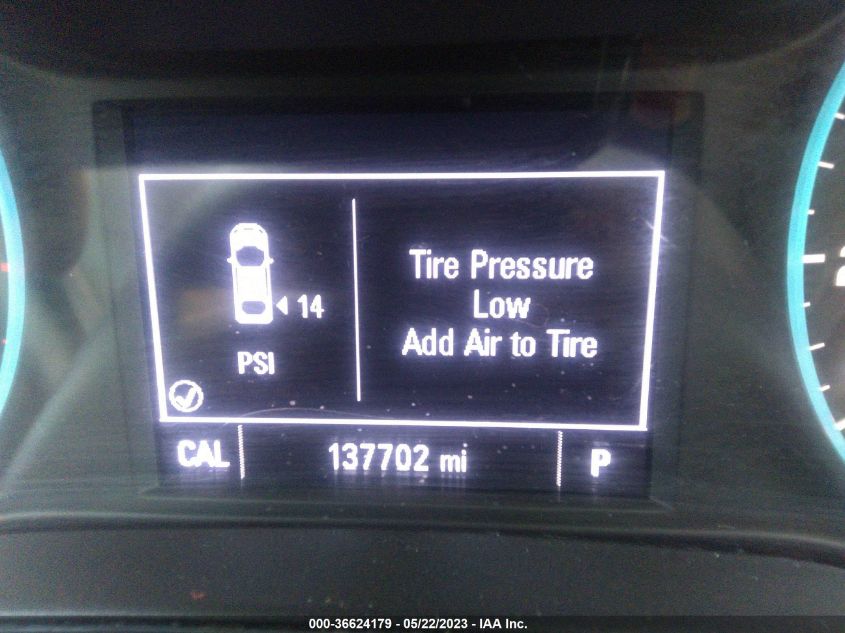 Tire Pressure
Low
Add Air to Tire
14
PSI
CAL 137702 mi P
000-36624179 - 05/22/2023 - IAA Inc.